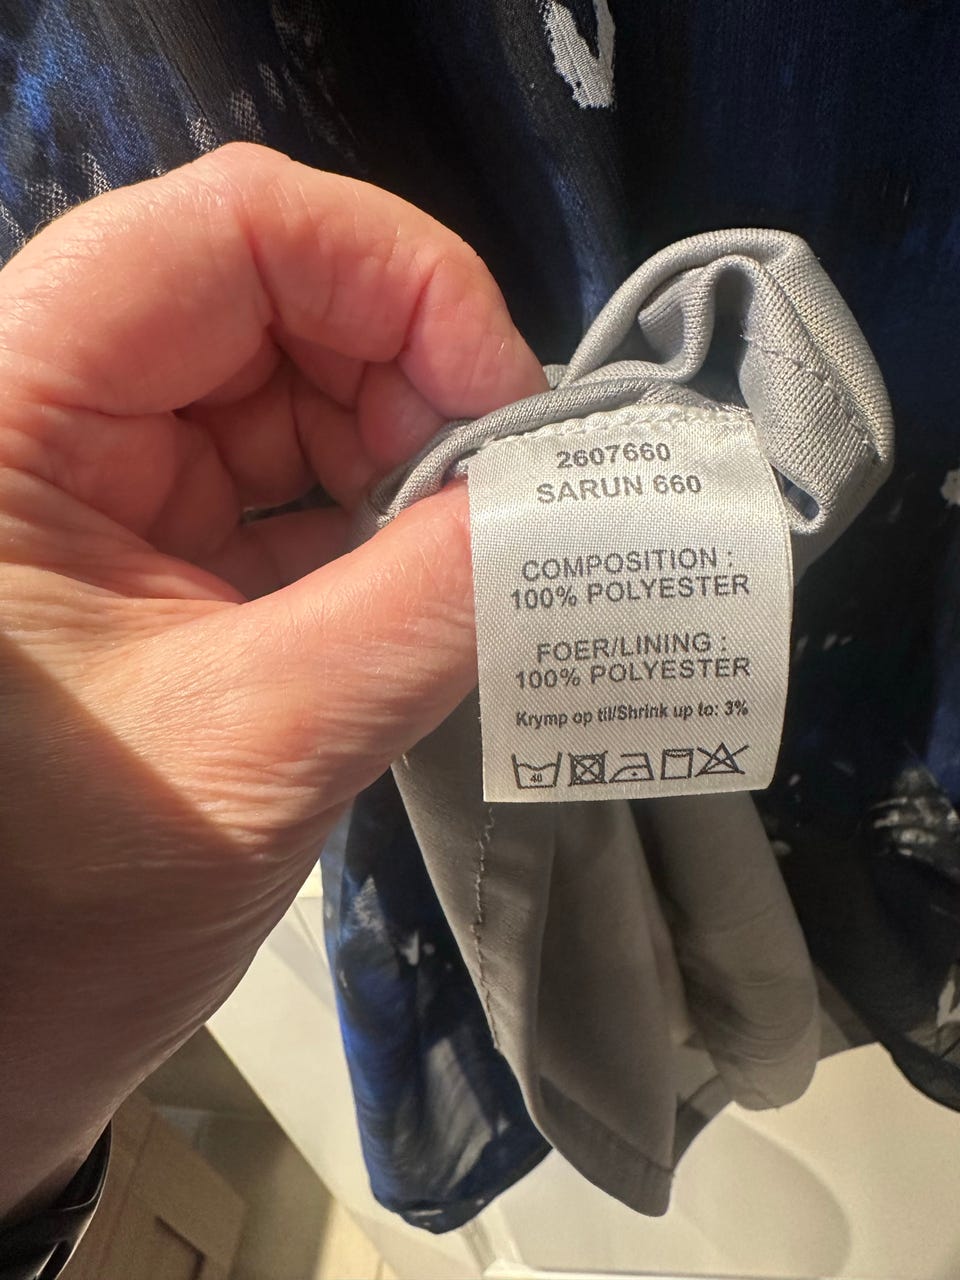 2607660
SARUN 660
COMPOSITION :
100% POLYESTER
FOER/LINING :
100% POLYESTER
Krymp op til/Shrink up to: 3%
40